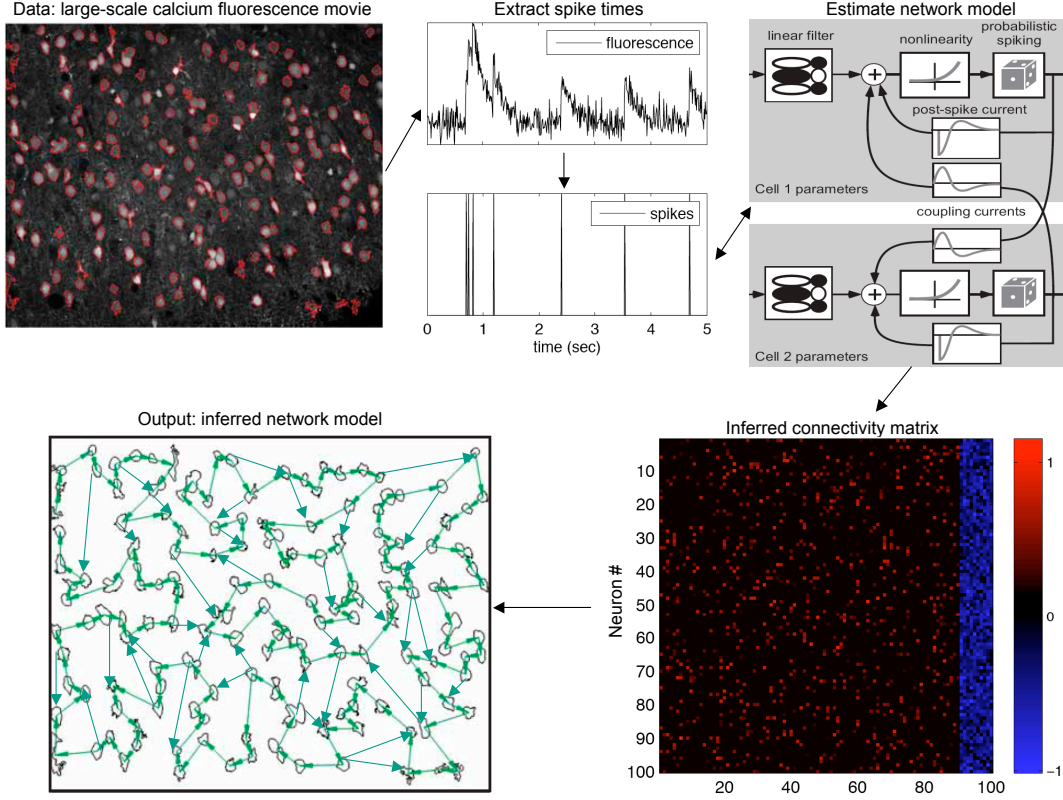 Data: large-scale calcium fluorescence movie
Extract spike times
fluorescence
spikes
0 1 2 3 4 5
time (sec)
Estimate network model
linear filter
nonlinearity
probabilistic
spiking
post-spike current
Cell 1 parameters
coupling currents
Cell 2 parameters
Output: inferred network model
Inferred connectivity matrix
Neuron #
10
20
30
40
50
60
70
80
90
100
20 40 60 80 100
1
0
−1